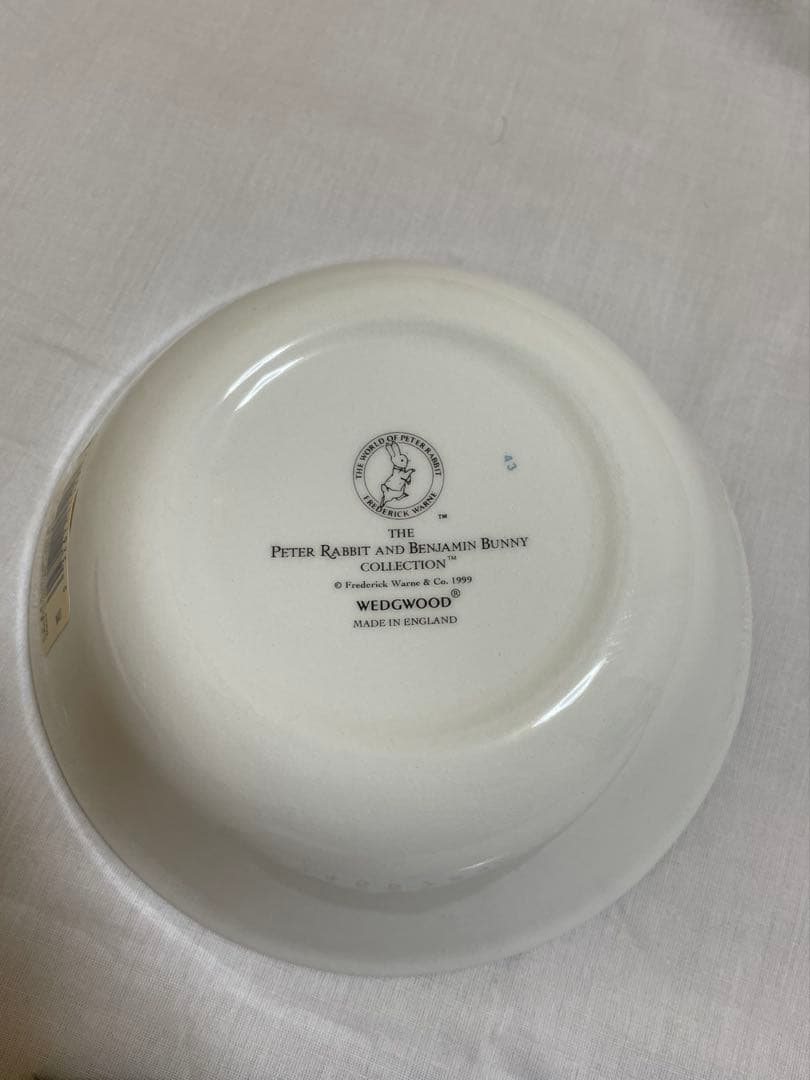 THE WORLD OF PETER RABBIT
FREDERICK WARNE
™
43
THE
PETER RABBIT AND BENJAMIN BUNNY
COLLECTION™
© Frederick Warne & Co. 1999
WEDGWOOD®
MADE IN ENGLAND